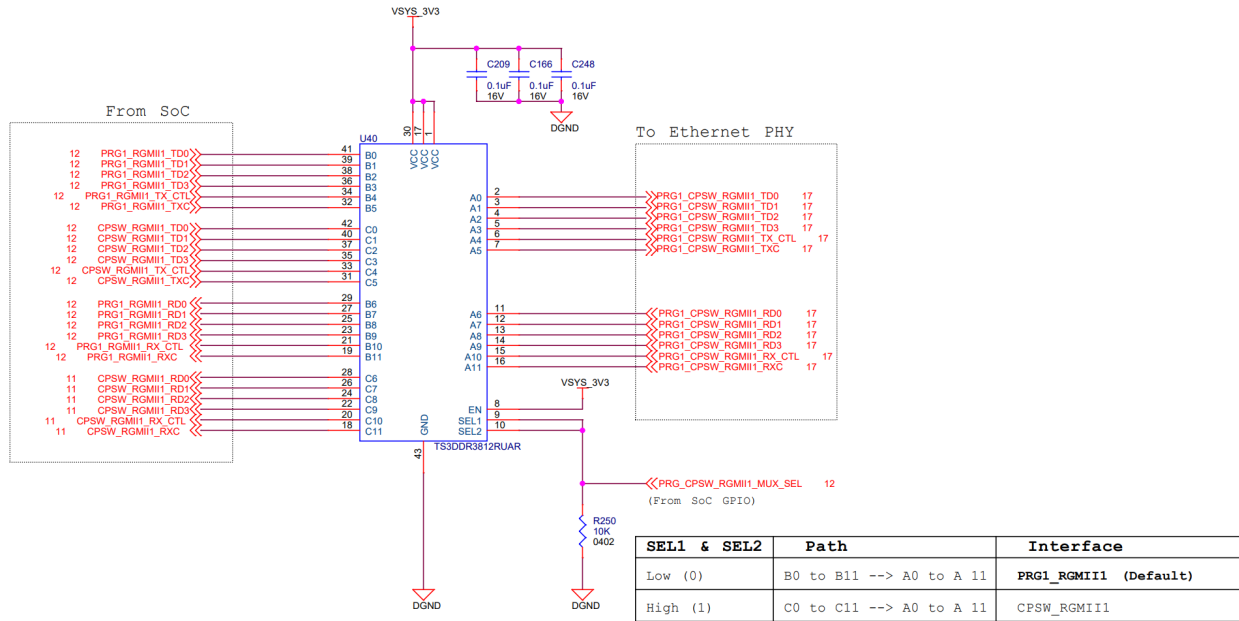 VSYS_3V3
C209 C166 C248
0.1uF 0.1uF 0.1uF
16V 16V 16V
DGND
From SoC
To Ethernet PHY
U40
30 17 1
VCC VCC VCC
12 PRG1_RGMII1_TD0 41 B0
12 PRG1_RGMII1_TD1 39 B1
12 PRG1_RGMII1_TD2 38 B2
12 PRG1_RGMII1_TD3 36 B3
12 PRG1_RGMII1_TX_CTL 34 B4
12 PRG1_RGMII1_TXC 32 B5
12 CPSW_RGMII1_TD0 42 C0
12 CPSW_RGMII1_TD1 40 C1
12 CPSW_RGMII1_TD2 37 C2
12 CPSW_RGMII1_TD3 35 C3
12 CPSW_RGMII1_TX_CTL 33 C4
12 CPSW_RGMII1_TXC 31 C5
12 PRG1_RGMII1_RD0 29 B6
12 PRG1_RGMII1_RD1 27 B7
12 PRG1_RGMII1_RD2 25 B8
12 PRG1_RGMII1_RD3 23 B9
12 PRG1_RGMII1_RX_CTL 21 B10
12 PRG1_RGMII1_RXC 19 B11
11 CPSW_RGMII1_RD0 28 C6
11 CPSW_RGMII1_RD1 26 C7
11 CPSW_RGMII1_RD2 24 C8
11 CPSW_RGMII1_RD3 22 C9
11 CPSW_RGMII1_RX_CTL 20 C10
11 CPSW_RGMII1_RXC 18 C11
A0 2 PRG1_CPSW_RGMII1_TD0 17
A1 3 PRG1_CPSW_RGMII1_TD1 17
A2 4 PRG1_CPSW_RGMII1_TD2 17
A3 5 PRG1_CPSW_RGMII1_TD3 17
A4 6 PRG1_CPSW_RGMII1_TX_CTL 17
A5 7 PRG1_CPSW_RGMII1_TXC 17
A6 11 PRG1_CPSW_RGMII1_RD0 17
A7 12 PRG1_CPSW_RGMII1_RD1 17
A8 13 PRG1_CPSW_RGMII1_RD2 17
A9 14 PRG1_CPSW_RGMII1_RD3 17
A10 15 PRG1_CPSW_RGMII1_RX_CTL 17
A11 16 PRG1_CPSW_RGMII1_RXC 17
VSYS_3V3
EN 8
SEL1 9
SEL2 10
GND
43
TS3DDR3812RUAR
PRG_CPSW_RGMII1_MUX_SEL 12
(From SoC GPIO)
R250
10K
0402
DGND
DGND
SEL1 & SEL2 Path Interface
Low (0) B0 to B11 --> A0 to A 11 PRG1_RGMII1 (Default)
High (1) C0 to C11 --> A0 to A 11 CPSW_RGMII1